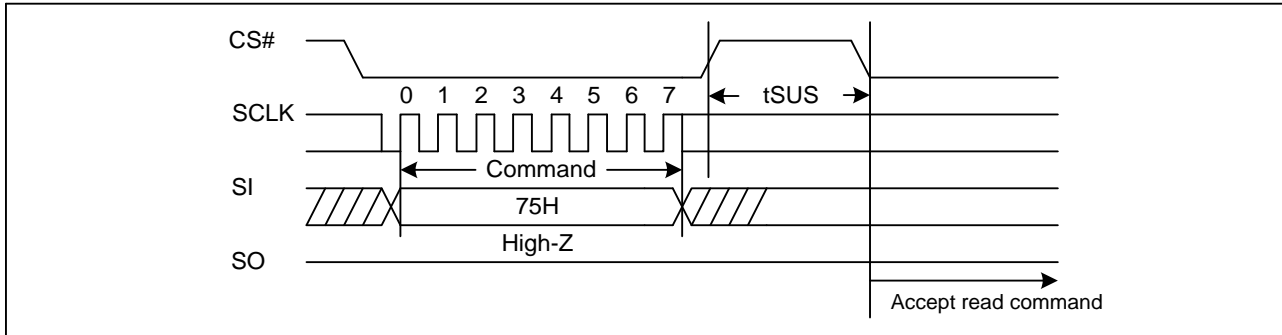 CS#
tSUS
0 1 2 3 4 5 6 7
SCLK
Command
SI
75H
High-Z
SO
Accept read command